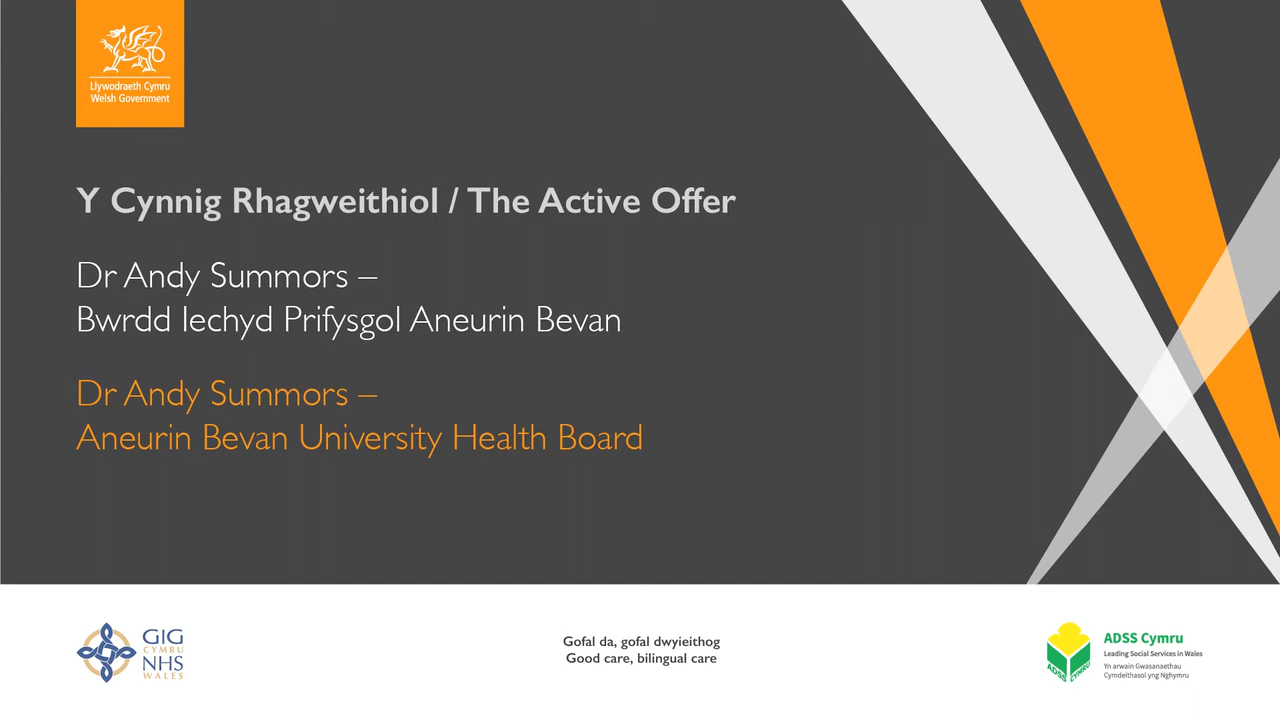 Llywodraeth Cymru
Welsh Government
Y Cynnig Rhagweithiol / The Active Offer
Dr Andy Summors –
Bwrdd Iechyd Prifysgol Aneurin Bevan
Dr Andy Summors –
Aneurin Bevan University Health Board
GIG
CYMRU
NHS
WALES
Gofal da, gofal dwyieithog
Good care, bilingual care
ADSS CYMRU
ADSS Cymru
Leading Social Services in Wales
Yn arwain Gwasanaethau
Cymdeithasol yng Nghymru